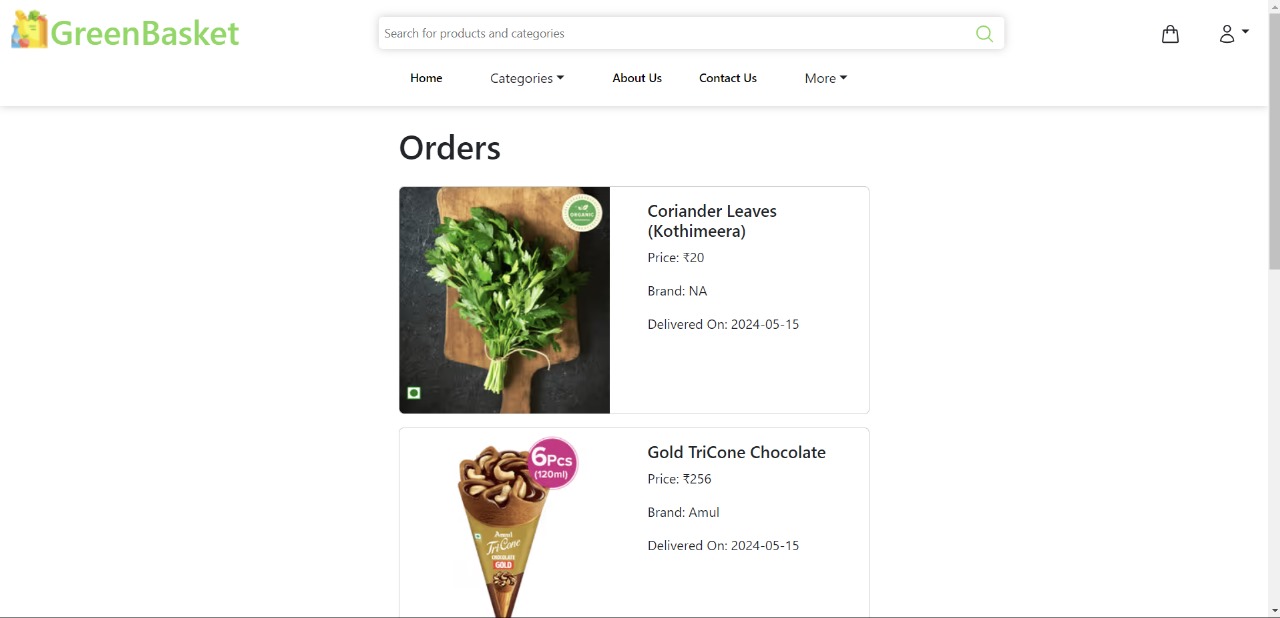 GreenBasket
Search for products and categories
Home
Categories
About Us
Contact Us
More
Orders
ORGANIC
Coriander Leaves
(Kothimeera)
Price: ₹20
Brand: NA
Delivered On: 2024-05-15
6Pcs
(120ml)
Amul
TriCone
CHOCOLATE
GOLD
Gold TriCone Chocolate
Price: ₹256
Brand: Amul
Delivered On: 2024-05-15